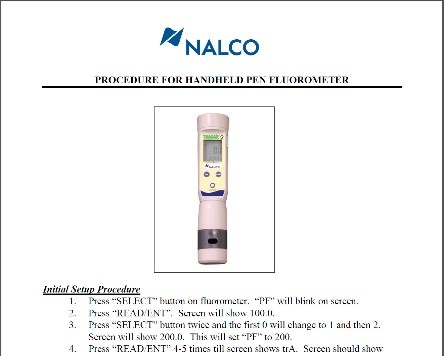 NALCO
PROCEDURE FOR HANDHELD PEN FLUOROMETER
TRASAR
NALCO
Initial Setup Procedure
1. Press “SELECT” button on fluorometer. “PF” will blink on screen.
2. Press “READ/ENT”. Screen will show 100.0.
3. Press “SELECT” button twice and the first 0 will change to 1 and then 2.
Screen will show 200.0. This will set “PF” to 200.
4. Press “READ/ENT” 4-5 times till screen shows trA. Screen should show